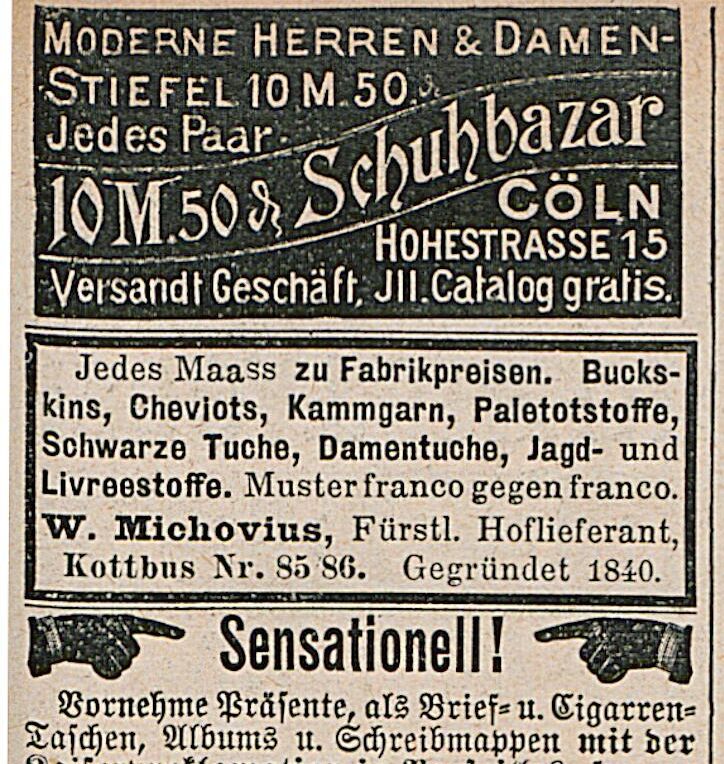 MODERNE HERREN & DAMEN-
STIEFEL 10 M. 50 ₰
Jedes Paar
10 M. 50 ₰ Schuhbazar
CÖLN
HOHESTRASSE 15
Versandt Geschäft, Jll. Catalog gratis.
Jedes Maass zu Fabrikpreisen. Bucks-
kins, Cheviots, Kammgarn, Paletotstoffe,
Schwarze Tuche, Damentuche, Jagd- und
Livreestoffe. Muster franco gegen franco.
W. Michovius, Fürstl. Hoflieferant,
Kottbus Nr. 85/86. Gegründet 1840.
Sensationell!
Vornehme Präsente, als Brief- u. Cigarren-
Taschen, Albums u. Schreibmappen mit der